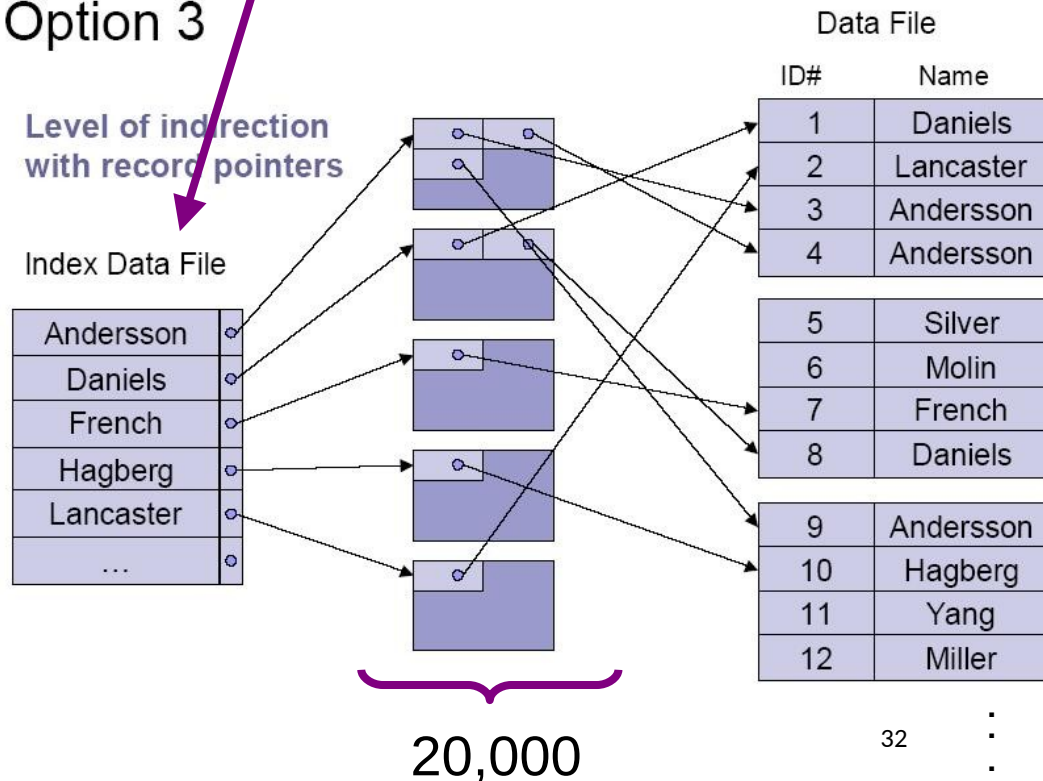 Option 3
Level of indirection
with record pointers
Index Data File
Andersson
Daniels
French
Hagberg
Lancaster
...
20,000
Data File
ID# Name
1 Daniels
2 Lancaster
3 Andersson
4 Andersson
5 Silver
6 Molin
7 French
8 Daniels
9 Andersson
10 Hagberg
11 Yang
12 Miller
32